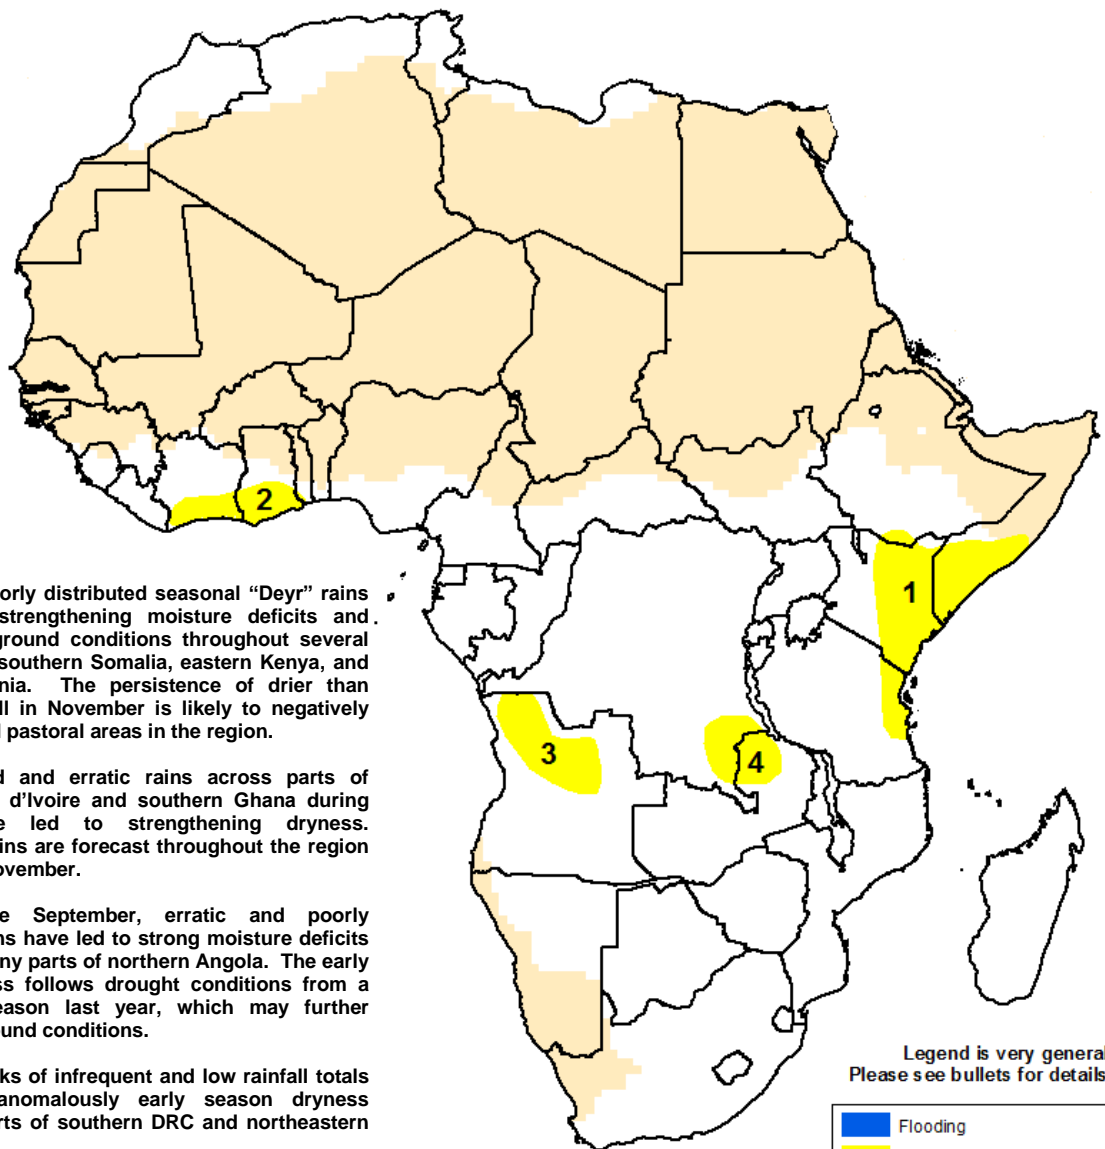 orly distributed seasonal “Deyr” rains
strengthening moisture deficits and
ground conditions throughout several
southern Somalia, eastern Kenya, and
nia. The persistence of drier than
ll in November is likely to negatively
d pastoral areas in the region.
d and erratic rains across parts of
d’Ivoire and southern Ghana during
e led to strengthening dryness.
ins are forecast throughout the region
ovember.
e September, erratic and poorly
ns have led to strong moisture deficits
ny parts of northern Angola. The early
ss follows drought conditions from a
eason last year, which may further
und conditions.
ks of infrequent and low rainfall totals
anomalously early season dryness
rts of southern DRC and northeastern
2
1
3
4
Legend is very general
Please see bullets for details
Flooding